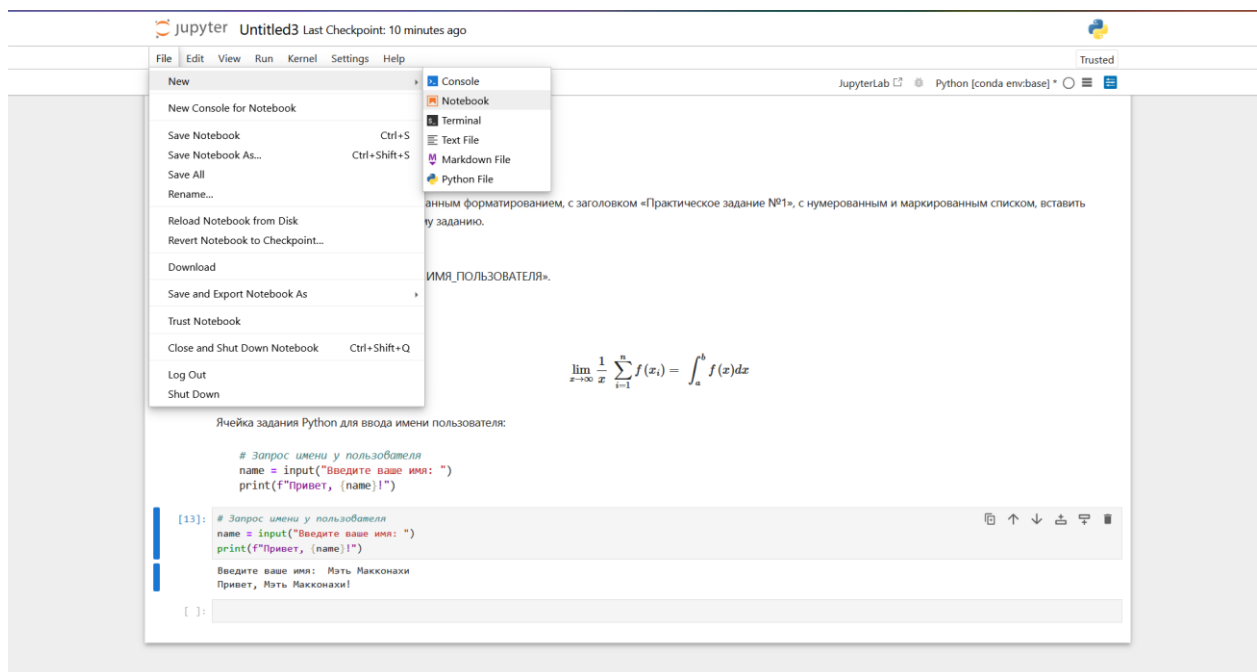 jupyter Untitled3 Last Checkpoint: 10 minutes ago
File Edit View Run Kernel Settings Help Trusted
JupyterLab Python [conda env:base] *
New
New Console for Notebook
Save Notebook Ctrl+S
Save Notebook As... Ctrl+Shift+S
Save All
Rename...
Reload Notebook from Disk
Revert Notebook to Checkpoint...
Download
Save and Export Notebook As
Trust Notebook
Close and Shut Down Notebook Ctrl+Shift+Q
Log Out
Shut Down
Console
Notebook
Terminal
Text File
Markdown File
Python File
анным форматированием, с заголовком «Практическое задание №1», с нумерованным и маркированным списком, вставить
му заданию.
ИМЯ_ПОЛЬЗОВАТЕЛЯ».
lim x→∞ 1/x ∑ i=1 n f(x_i) = ∫ a b f(x)dx
Ячейка задания Python для ввода имени пользователя:
# Запрос имени у пользователя
name = input("Введите ваше имя: ")
print(f"Привет, {name}!")
[13]: # Запрос имени у пользователя
name = input("Введите ваше имя: ")
print(f"Привет, {name}!")
Введите ваше имя: Мэть Макконахи
Привет, Мэть Макконахи!
[ ]: